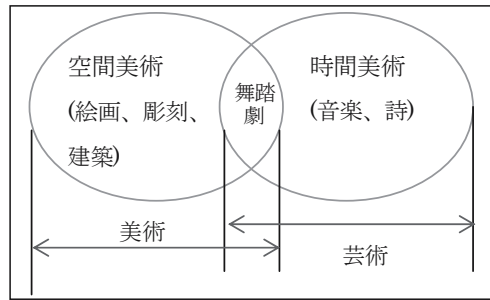 空間美術
(絵画、彫刻、
建築)
舞踏
劇
時間美術
(音楽、詩)
美術
芸術